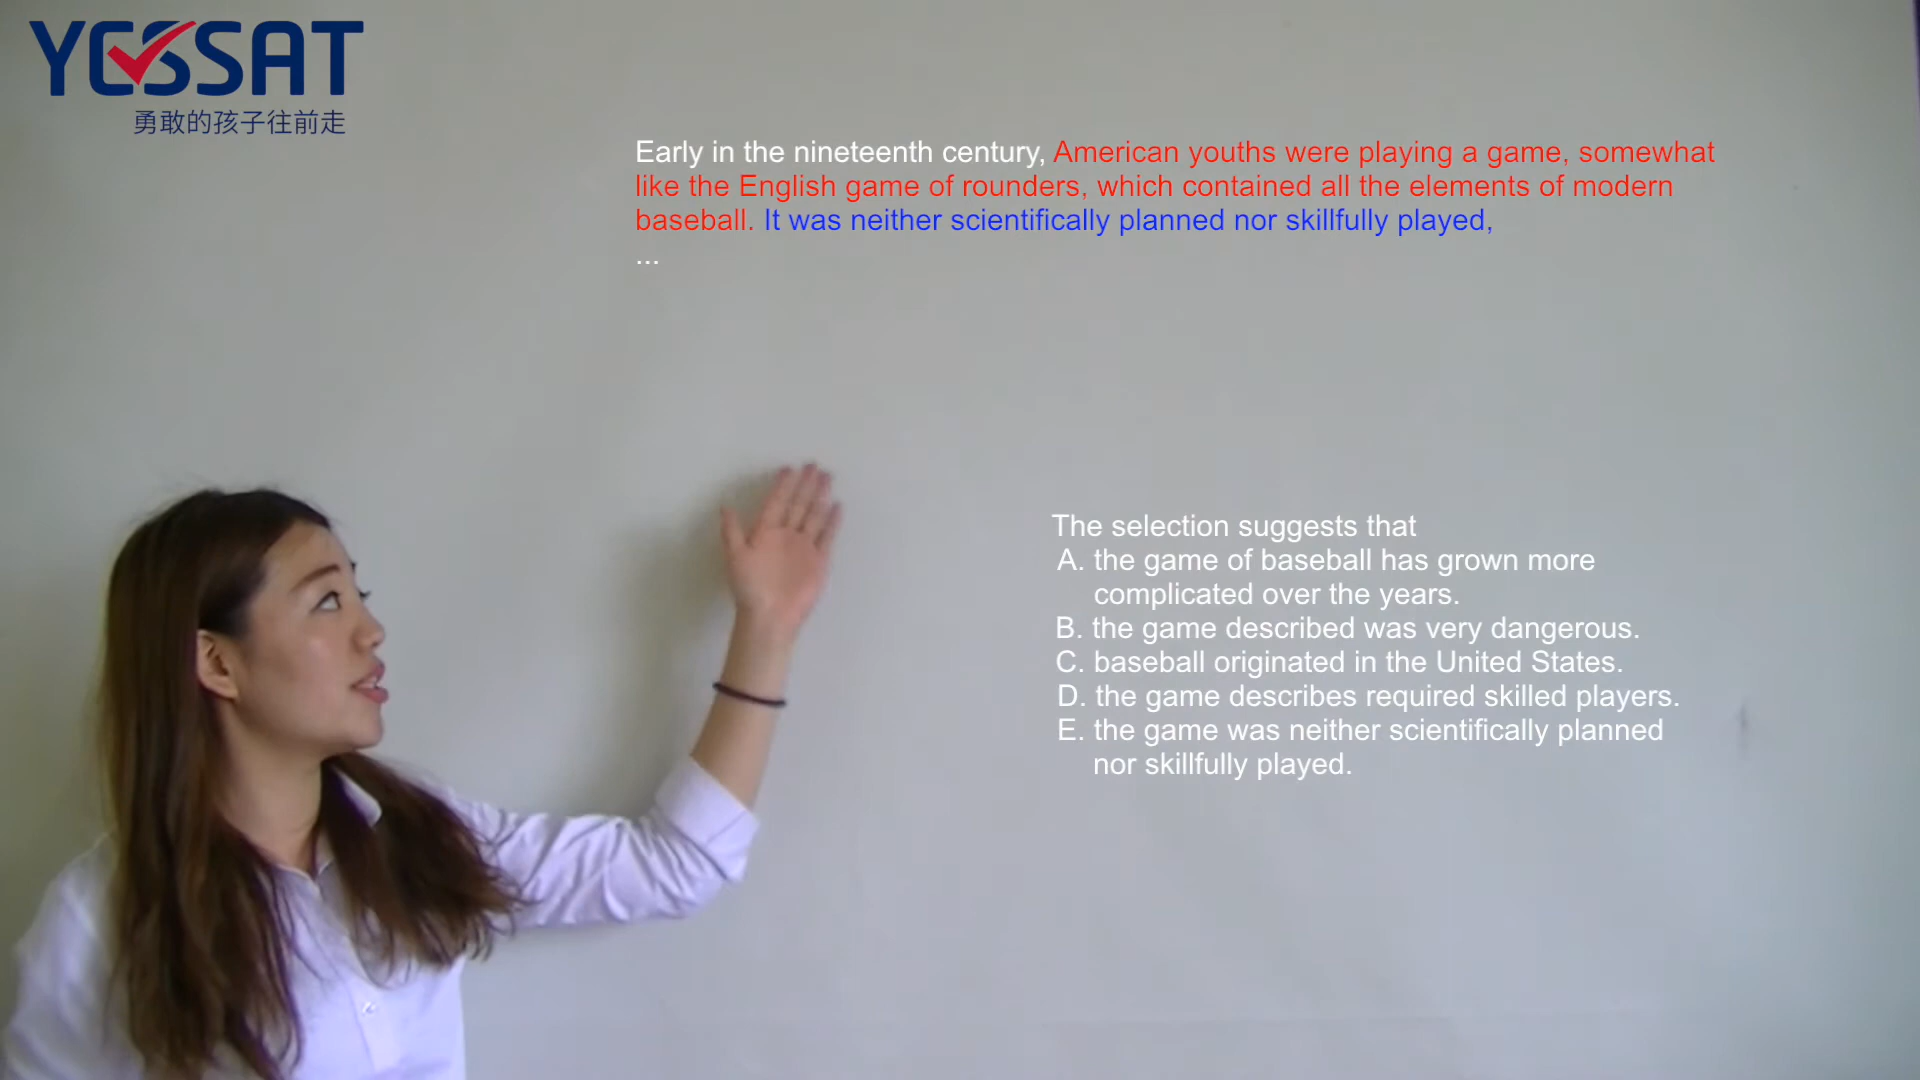 YESSAT
勇敢的孩子往前走
Early in the nineteenth century, American youths were playing a game, somewhat
like the English game of rounders, which contained all the elements of modern
baseball. It was neither scientifically planned nor skillfully played,
...
The selection suggests that
A. the game of baseball has grown more
complicated over the years.
B. the game described was very dangerous.
C. baseball originated in the United States.
D. the game describes required skilled players.
E. the game was neither scientifically planned
nor skillfully played.